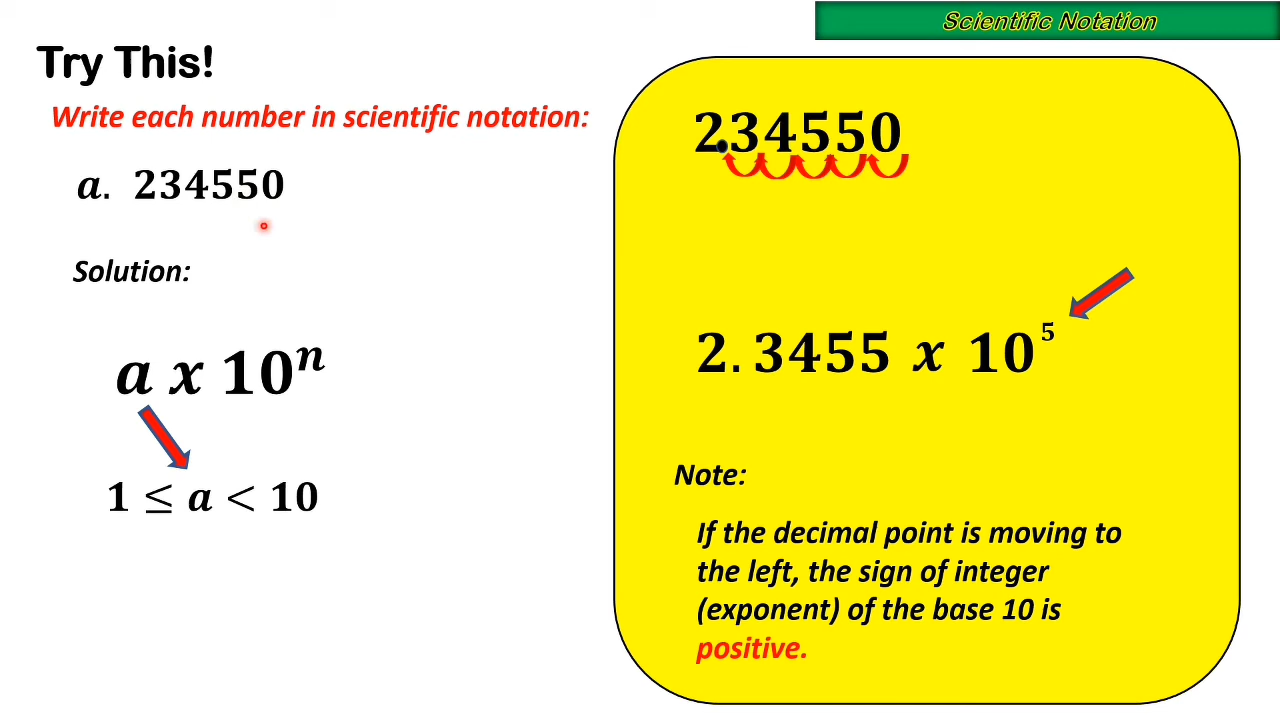 Scientific Notation
Try This!
Write each number in scientific notation:
a. 234550
Solution:
a x 10ⁿ
1 ≤ a < 10
234550
2.3455 x 10⁵
Note:
If the decimal point is moving to
the left, the sign of integer
(exponent) of the base 10 is
positive.